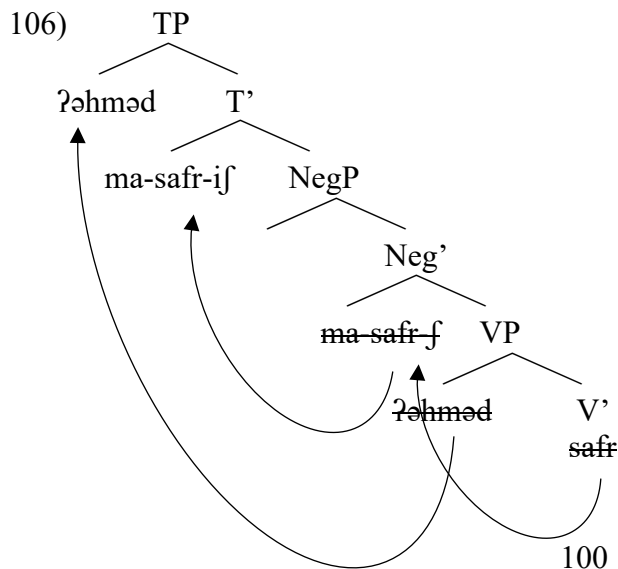 106) TP
ʔəhməd T’
ma-safr-iʃ NegP
Neg’
ma-safr-ʃ VP
ʔəhməd V’
safr
100